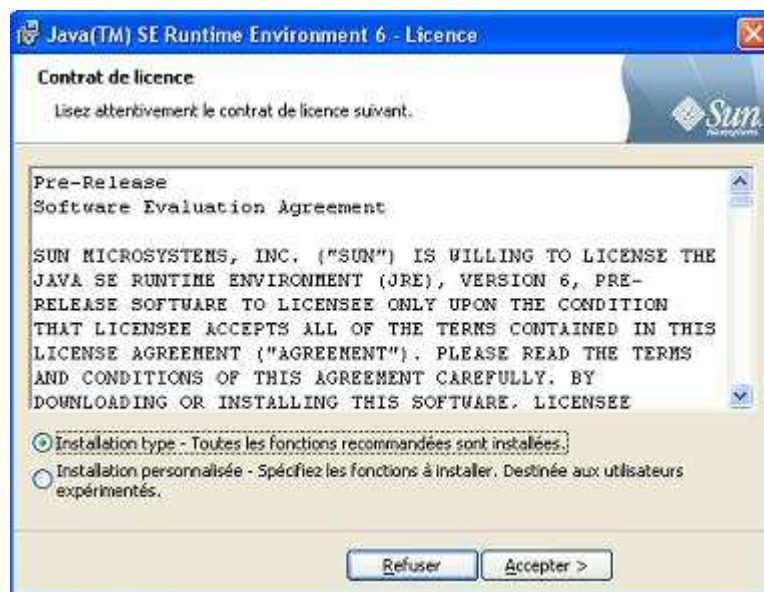 Java(TM) SE Runtime Environment 6 - Licence
Contrat de licence
Lisez attentivement le contrat de licence suivant.
Sun
microsystems
Pre-Release
Software Evaluation Agreement
SUN MICROSYSTEMS, INC. ("SUN") IS WILLING TO LICENSE THE
JAVA SE RUNTIME ENVIRONMENT (JRE), VERSION 6, PRE-
RELEASE SOFTWARE TO LICENSEE ONLY UPON THE CONDITION
THAT LICENSEE ACCEPTS ALL OF THE TERMS CONTAINED IN THIS
LICENSE AGREEMENT ("AGREEMENT"). PLEASE READ THE TERMS
AND CONDITIONS OF THIS AGREEMENT CAREFULLY. BY
DOWNLOADING OR INSTALLING THIS SOFTWARE, LICENSEE
Installation type - Toutes les fonctions recommandées sont installées.
Installation personnalisée - Spécifiez les fonctions à installer. Destinée aux utilisateurs
expérimentés.
Refuser
Accepter >